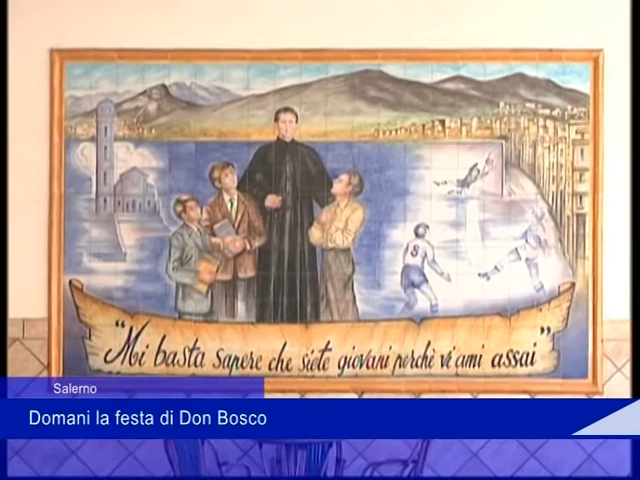 "Mi basta sapere che siete giovani perchè vi ami assai"
Salerno
Domani la festa di Don Bosco